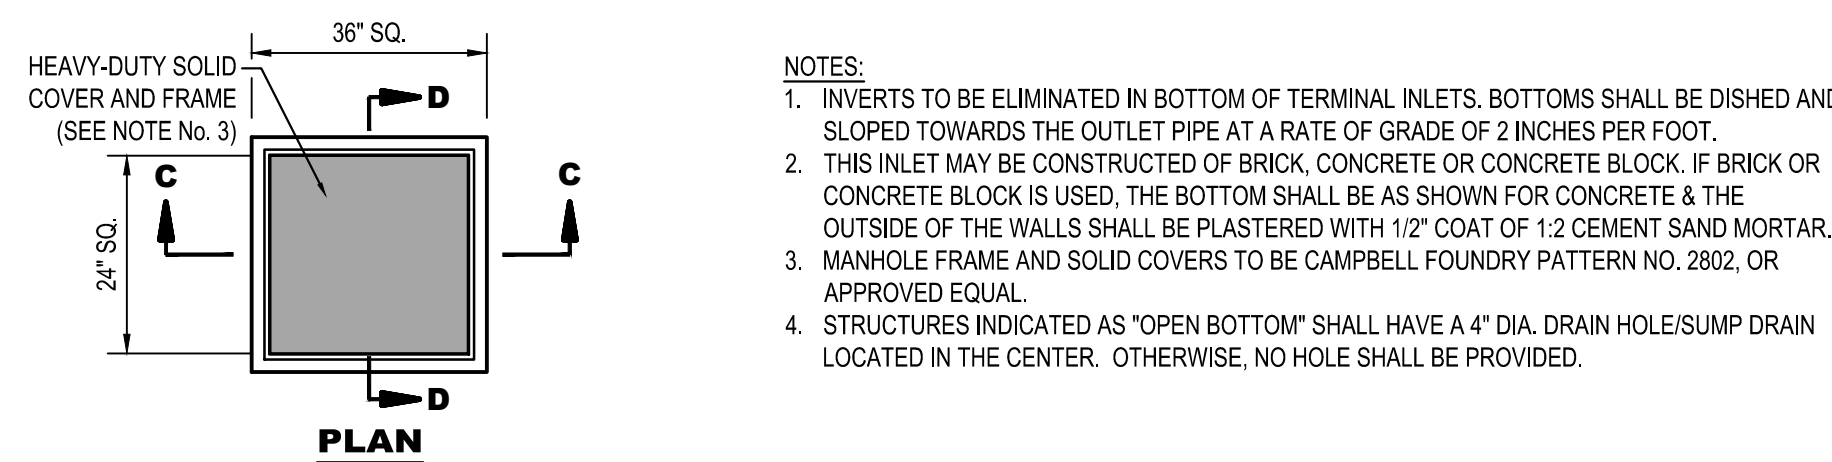 36" SQ.
HEAVY-DUTY SOLID
COVER AND FRAME
(SEE NOTE No. 3)
D
C
C
24" SQ.
D
PLAN
NOTES:
1. INVERTS TO BE ELIMINATED IN BOTTOM OF TERMINAL INLETS. BOTTOMS SHALL BE DISHED AND
SLOPED TOWARDS THE OUTLET PIPE AT A RATE OF GRADE OF 2 INCHES PER FOOT.
2. THIS INLET MAY BE CONSTRUCTED OF BRICK, CONCRETE OR CONCRETE BLOCK. IF BRICK OR
CONCRETE BLOCK IS USED, THE BOTTOM SHALL BE AS SHOWN FOR CONCRETE & THE
OUTSIDE OF THE WALLS SHALL BE PLASTERED WITH 1/2" COAT OF 1:2 CEMENT SAND MORTAR.
3. MANHOLE FRAME AND SOLID COVERS TO BE CAMPBELL FOUNDRY PATTERN NO. 2802, OR
APPROVED EQUAL.
4. STRUCTURES INDICATED AS "OPEN BOTTOM" SHALL HAVE A 4" DIA. DRAIN HOLE/SUMP DRAIN
LOCATED IN THE CENTER. OTHERWISE, NO HOLE SHALL BE PROVIDED.